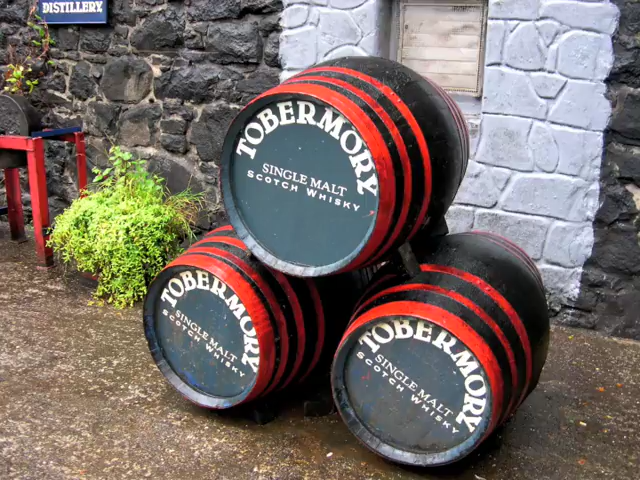 DISTILLERY
TOBERMORY
SINGLE MALT
SCOTCH WHISKY
TOBERMORY
SINGLE MALT
SCOTCH WHISKY
TOBERMORY
SINGLE MALT
SCOTCH WHISKY